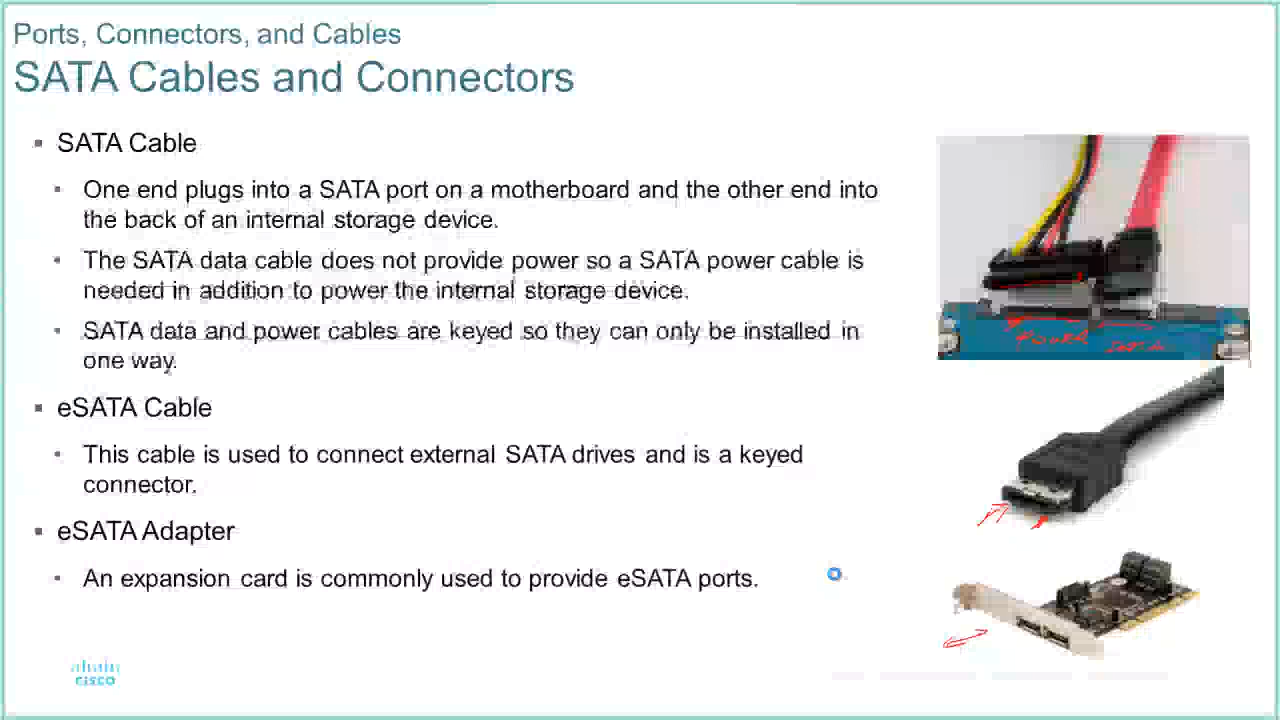 Ports, Connectors, and Cables
SATA Cables and Connectors
SATA Cable
One end plugs into a SATA port on a motherboard and the other end into
the back of an internal storage device.
The SATA data cable does not provide power so a SATA power cable is
needed in addition to power the internal storage device.
SATA data and power cables are keyed so they can only be installed in
one way.
eSATA Cable
This cable is used to connect external SATA drives and is a keyed
connector.
eSATA Adapter
An expansion card is commonly used to provide eSATA ports.
Power
cisco